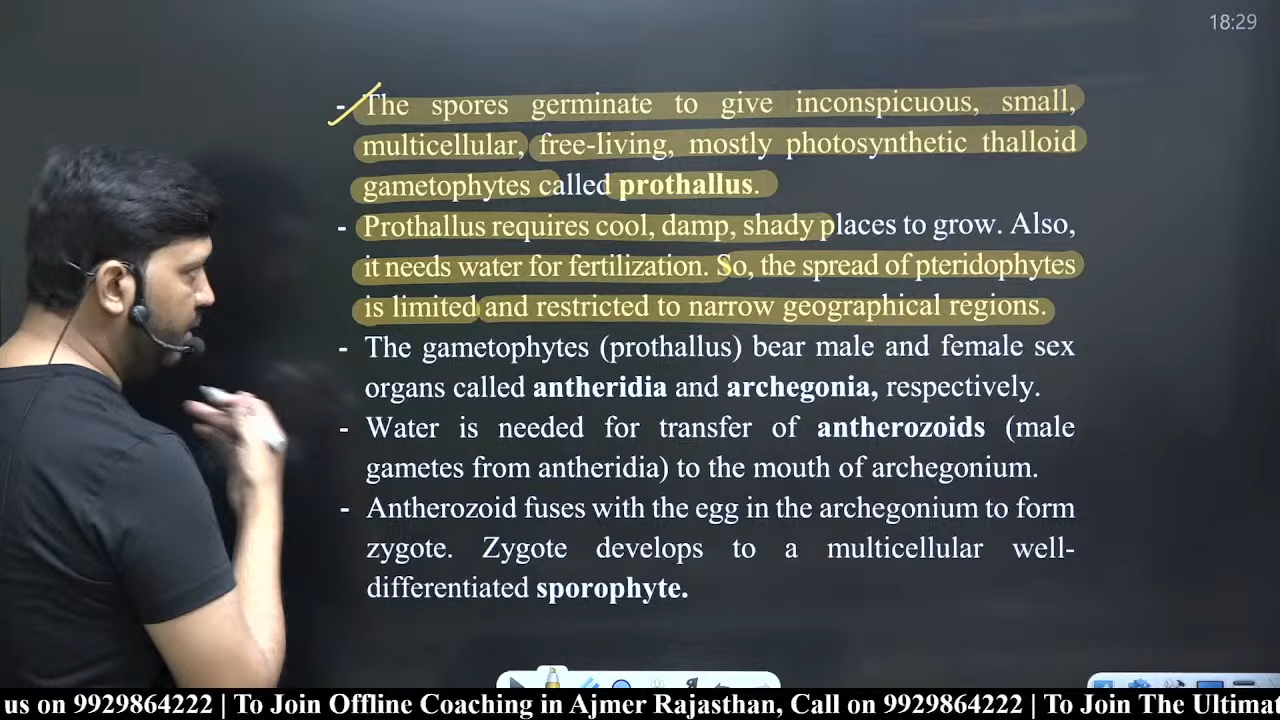 18:29
- The spores germinate to give inconspicuous, small,
multicellular, free-living, mostly photosynthetic thalloid
gametophytes called prothallus.
- Prothallus requires cool, damp, shady places to grow. Also,
it needs water for fertilization. So, the spread of pteridophytes
is limited and restricted to narrow geographical regions.
- The gametophytes (prothallus) bear male and female sex
organs called antheridia and archegonia, respectively.
- Water is needed for transfer of antherozoids (male
gametes from antheridia) to the mouth of archegonium.
- Antherozoid fuses with the egg in the archegonium to form
zygote. Zygote develops to a multicellular well-
differentiated sporophyte.
us on 9929864222 | To Join Offline Coaching in Ajmer Rajasthan, Call on 9929864222 | To Join The